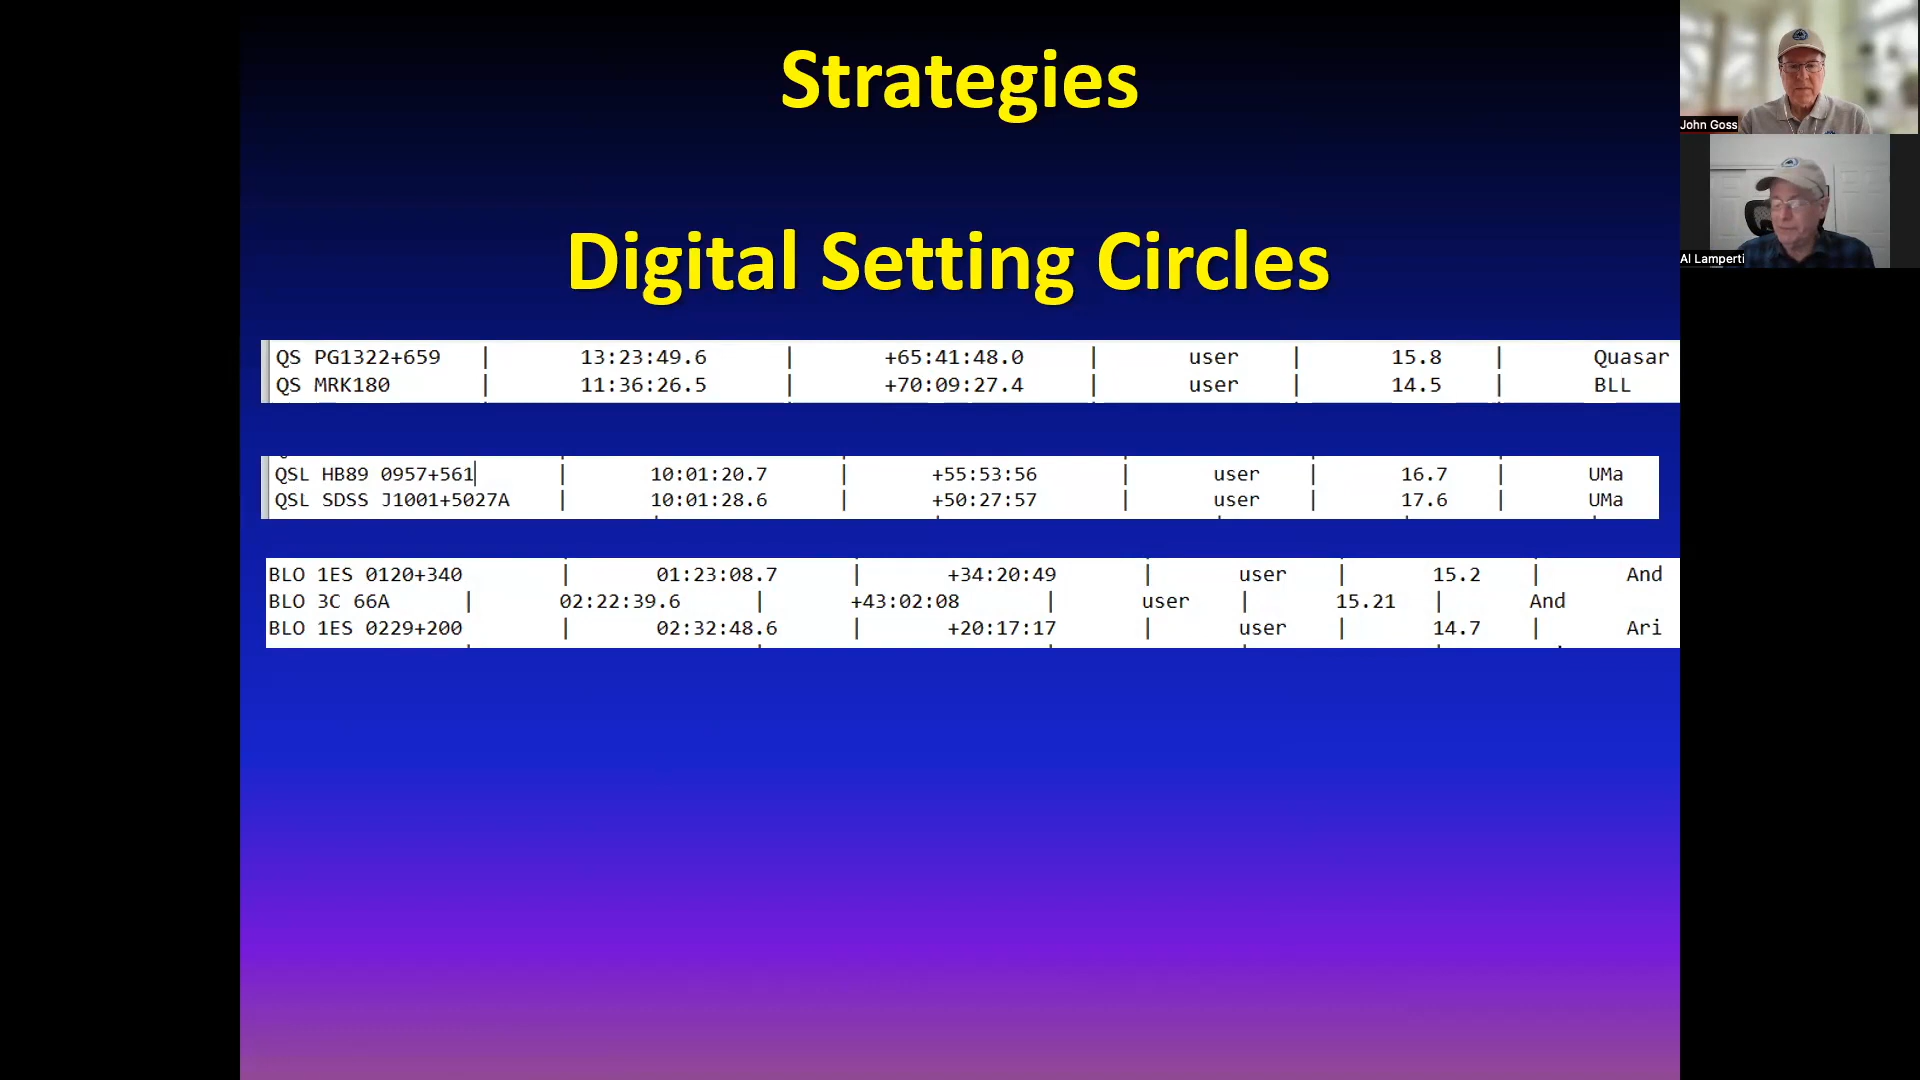 Strategies
Digital Setting Circles
QS PG1322+659 | 13:23:49.6 | +65:41:48.0 | user | 15.8 | Quasar
QS MRK180 | 11:36:26.5 | +70:09:27.4 | user | 14.5 | BLL
QSL HB89 0957+561 | 10:01:20.7 | +55:53:56 | user | 16.7 | UMa
QSL SDSS J1001+5027A | 10:01:28.6 | +50:27:57 | user | 17.6 | UMa
BLO 1ES 0120+340 | 01:23:08.7 | +34:20:49 | user | 15.2 | And
BLO 3C 66A | 02:22:39.6 | +43:02:08 | user | 15.21 | And
BLO 1ES 0229+200 | 02:32:48.6 | +20:17:17 | user | 14.7 | Ari
John Goss
Al Lamperti